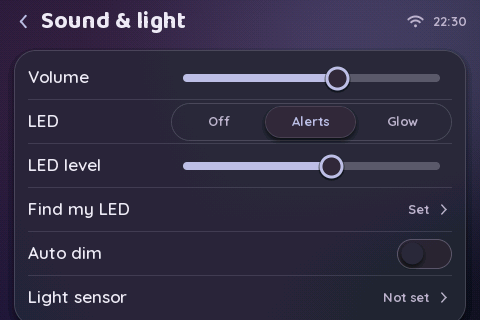 Sound & light
22:30
Volume
LED
Off
Alerts
Glow
LED level
Find my LED
Set
Auto dim
Light sensor
Not set